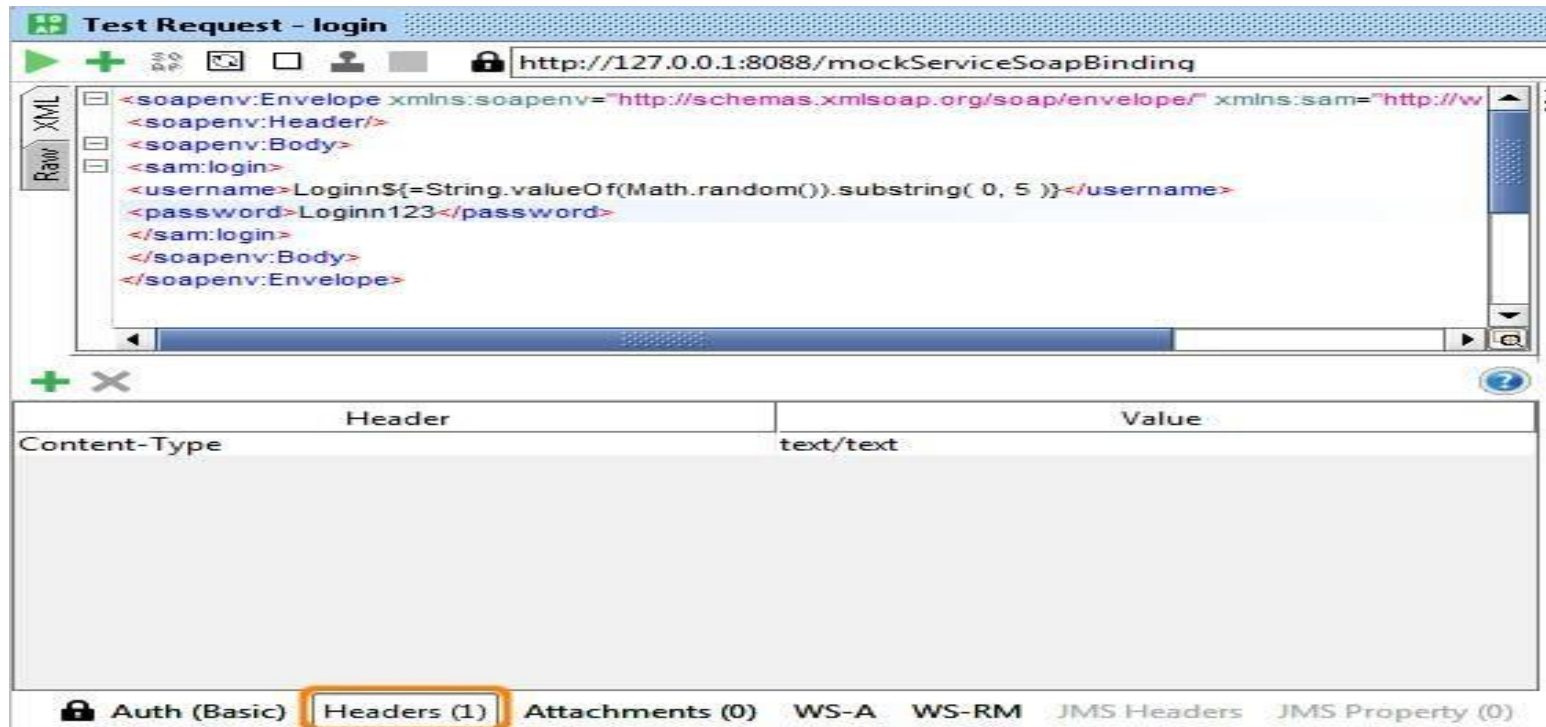 Test Request - login
http://127.0.0.1:8088/mockServiceSoapBinding
XML
Raw
<soapenv:Envelope xmlns:soapenv="http://schemas.xmlsoap.org/soap/envelope/" xmlns:sam="http://w
<soapenv:Header/>
<soapenv:Body>
<sam:login>
<username>Loginn${=String.valueOf(Math.random()).substring( 0, 5 )}</username>
<password>Loginn123</password>
</sam:login>
</soapenv:Body>
</soapenv:Envelope>
Header Value
Content-Type text/text
Auth (Basic) Headers (1) Attachments (0) WS-A WS-RM JMS Headers JMS Property (0)